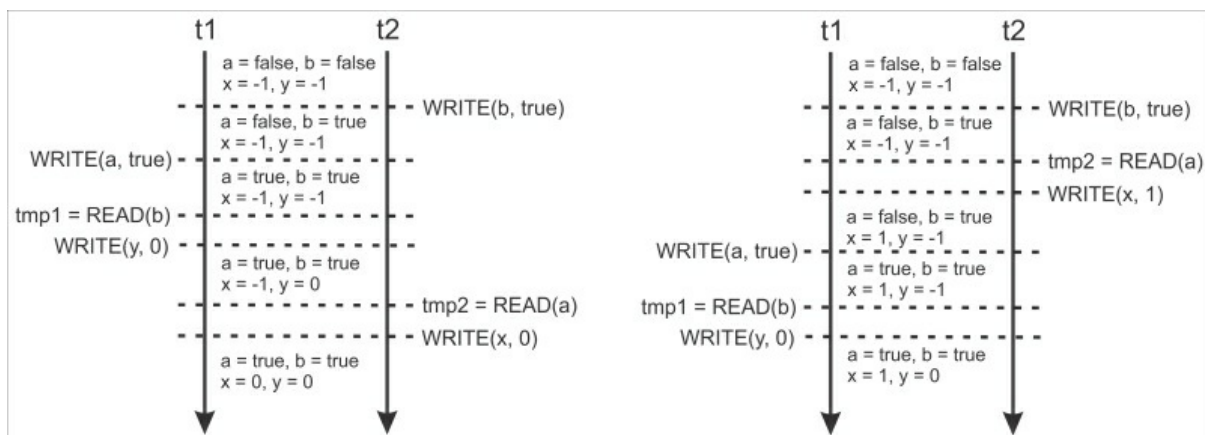 t1
t2
a = false, b = false
x = -1, y = -1
WRITE(b, true)
a = false, b = true
x = -1, y = -1
WRITE(a, true)
a = true, b = true
x = -1, y = -1
tmp1 = READ(b)
WRITE(y, 0)
a = true, b = true
x = -1, y = 0
tmp2 = READ(a)
WRITE(x, 0)
a = true, b = true
x = 0, y = 0
t1
t2
a = false, b = false
x = -1, y = -1
WRITE(b, true)
a = false, b = true
x = -1, y = -1
tmp2 = READ(a)
WRITE(x, 1)
a = false, b = true
x = 1, y = -1
WRITE(a, true)
a = true, b = true
x = 1, y = -1
tmp1 = READ(b)
WRITE(y, 0)
a = true, b = true
x = 1, y = 0